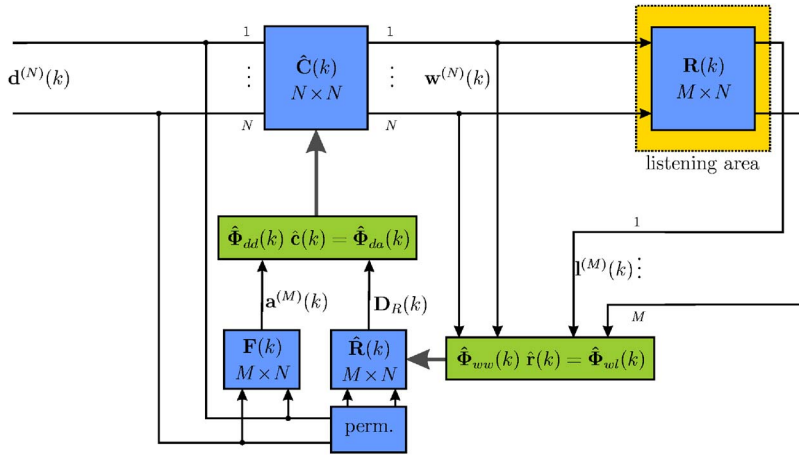 1
1
𝐝^(N)(k)
⋮
Ĉ(k)
N×N
⋮
𝐰^(N)(k)
R(k)
M×N
N
N
listening area
1
Φ̂_dd(k) ĉ(k) = Φ̂_da(k)
l^(M)(k) ⋮
a^(M)(k)
D_R(k)
M
F(k)
M×N
R̂(k)
M×N
Φ̂_ww(k) r̂(k) = Φ̂_wl(k)
perm.